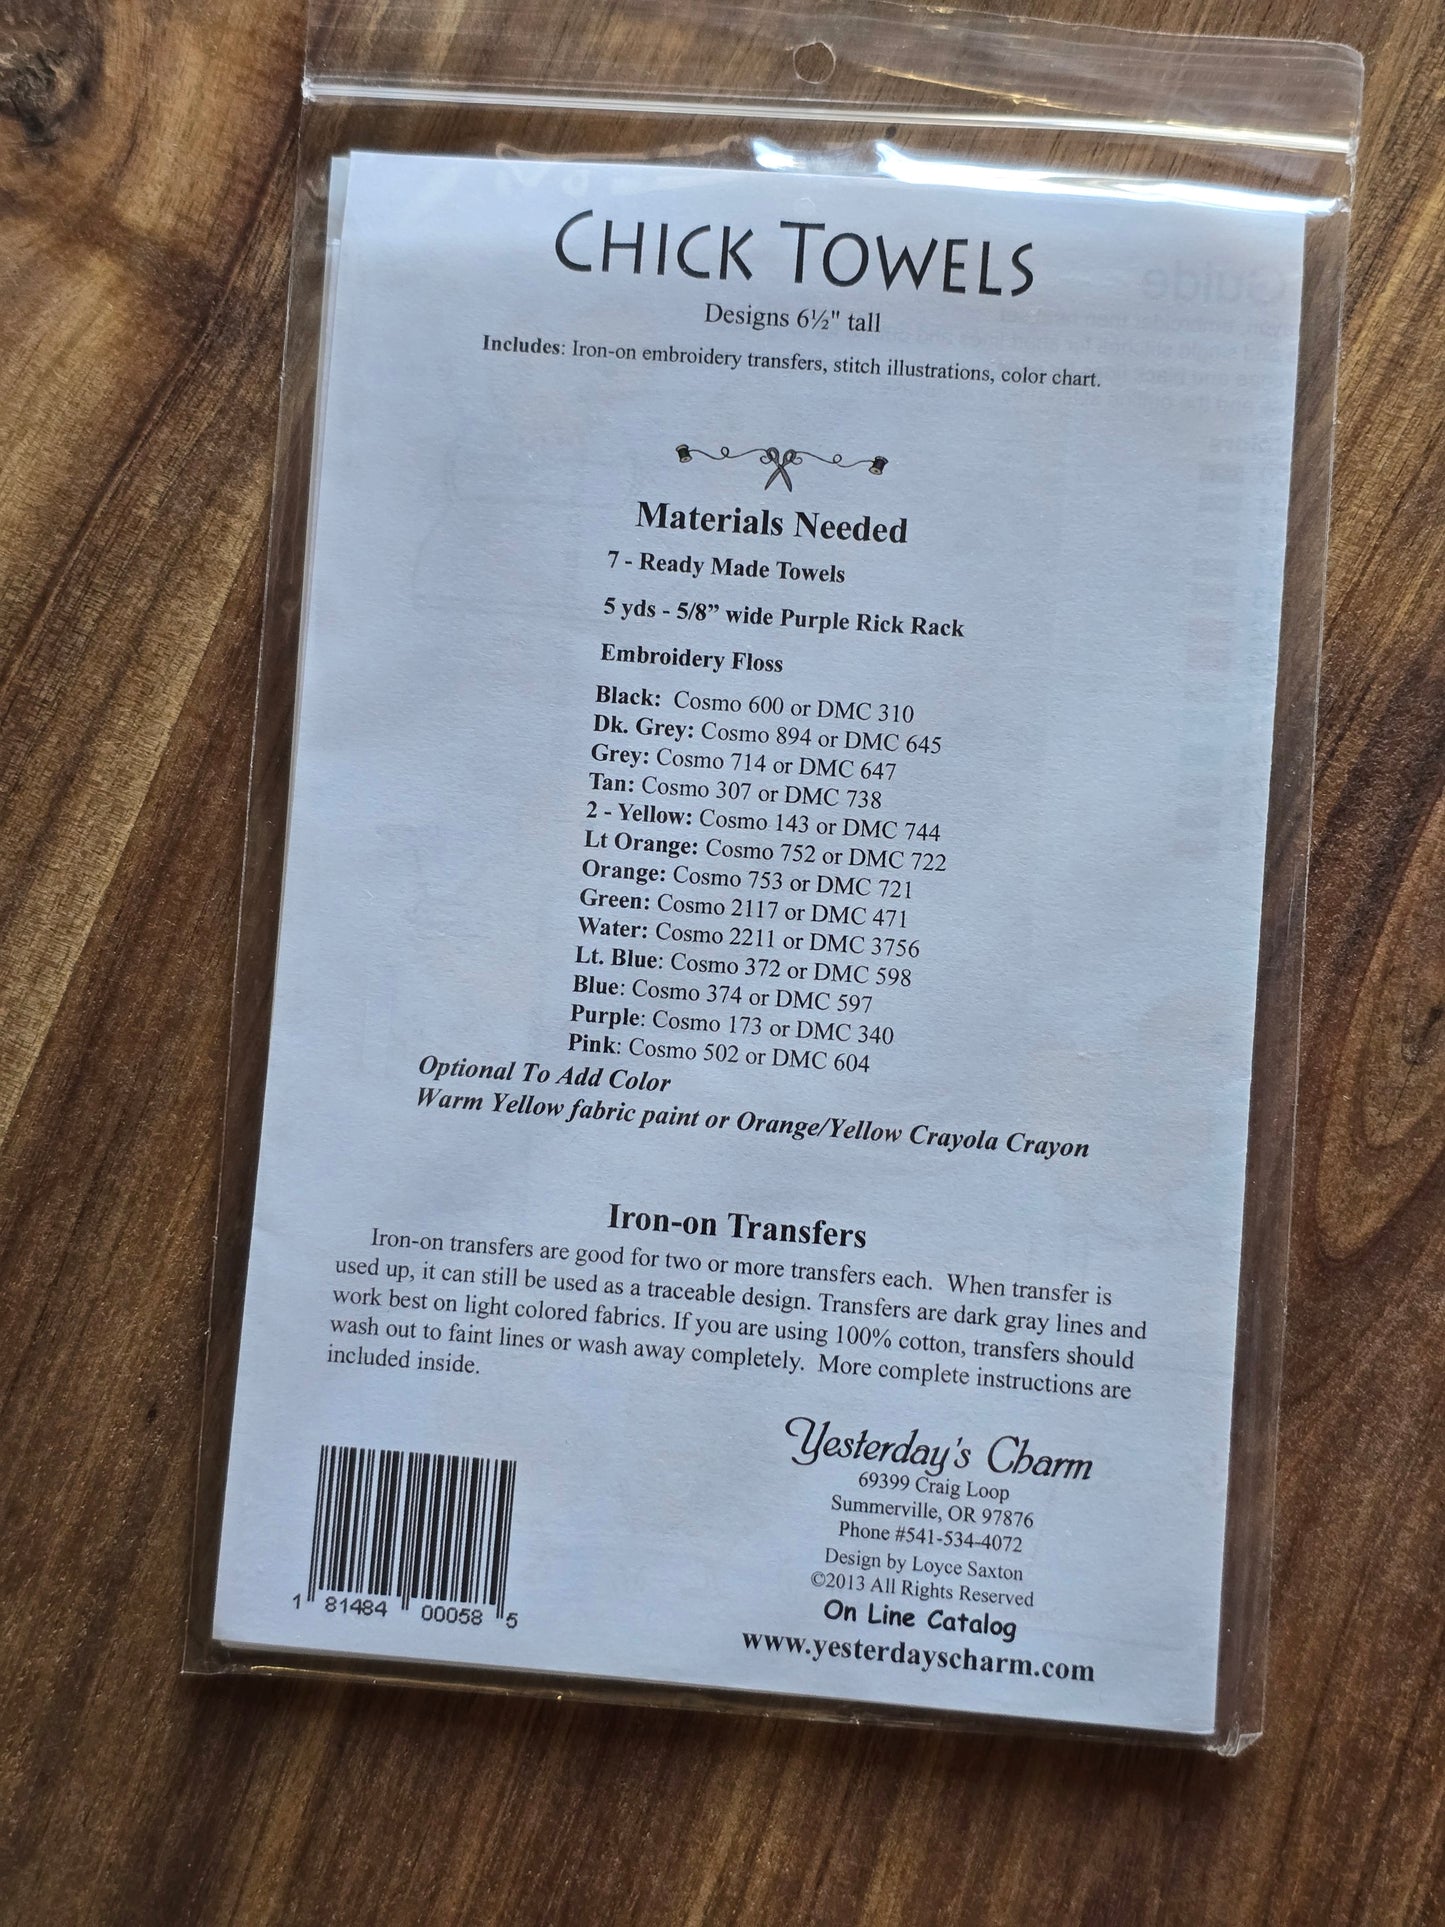 CHICK TOWELS
Designs 6½" tall
Includes: Iron-on embroidery transfers, stitch illustrations, color chart.
Materials Needed
7 - Ready Made Towels
5 yds - 5/8” wide Purple Rick Rack
Embroidery Floss
Black: Cosmo 600 or DMC 310
Dk. Grey: Cosmo 894 or DMC 645
Grey: Cosmo 714 or DMC 647
Tan: Cosmo 307 or DMC 738
2 - Yellow: Cosmo 143 or DMC 744
Lt Orange: Cosmo 752 or DMC 722
Orange: Cosmo 753 or DMC 721
Green: Cosmo 2117 or DMC 471
Water: Cosmo 2211 or DMC 3756
Lt. Blue: Cosmo 372 or DMC 598
Blue: Cosmo 374 or DMC 597
Purple: Cosmo 173 or DMC 340
Pink: Cosmo 502 or DMC 604
Optional To Add Color
Warm Yellow fabric paint or Orange/Yellow Crayola Crayon
Iron-on Transfers
Iron-on transfers are good for two or more transfers each. When transfer is
used up, it can still be used as a traceable design. Transfers are dark gray lines and
work best on light colored fabrics. If you are using 100% cotton, transfers should
wash out to faint lines or wash away completely. More complete instructions are
included inside.
Yesterday's Charm
69399 Craig Loop
Summerville, OR 97876
Phone #541-534-4072
Design by Loyce Saxton
©2013 All Rights Reserved
On Line Catalog
www.yesterdayscharm.com
1 81484 00058 5